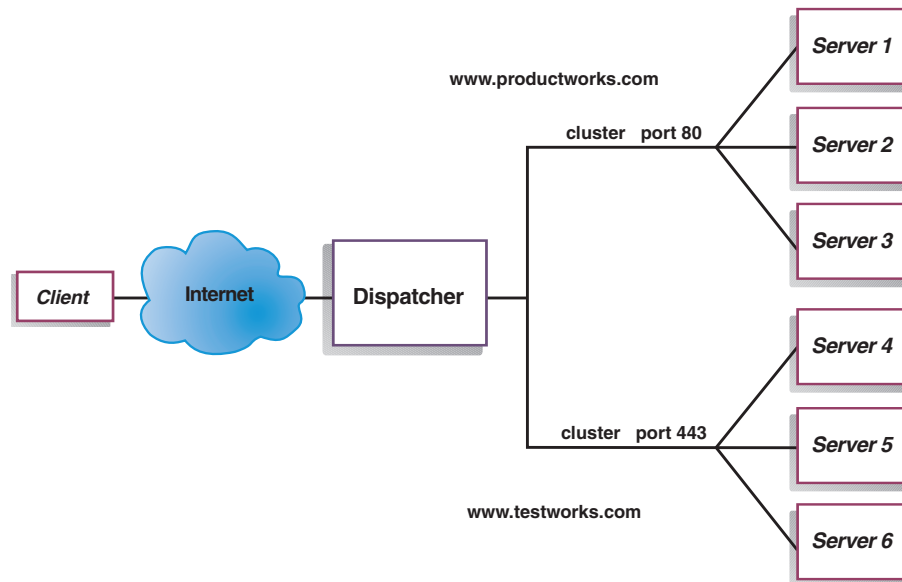 Server 1
www.productworks.com
cluster port 80
Server 2
Server 3
Client
Internet
Dispatcher
Server 4
cluster port 443
Server 5
www.testworks.com
Server 6